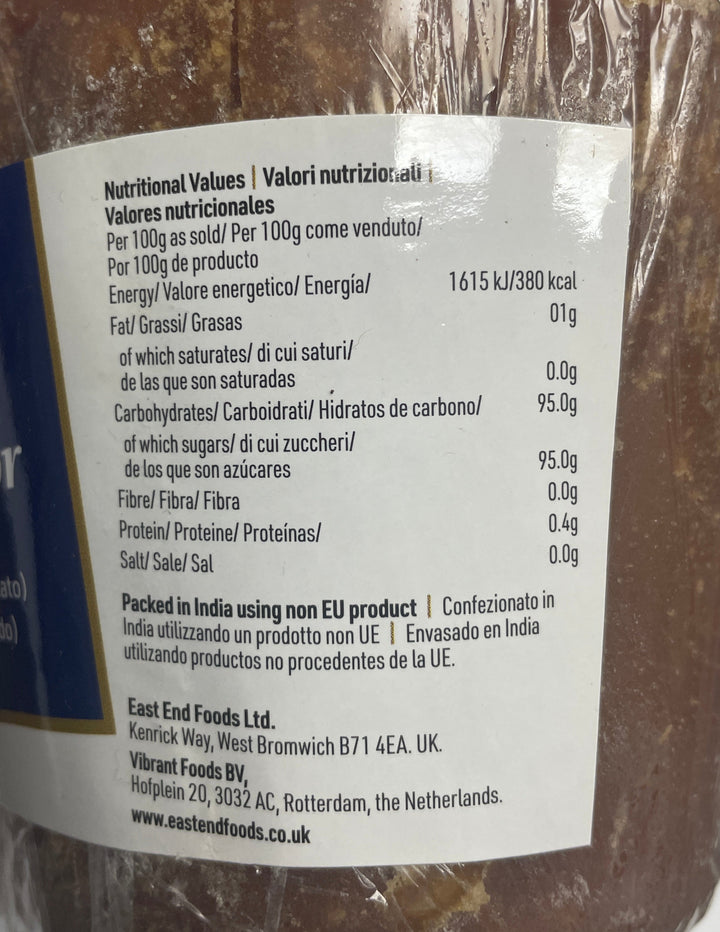 Nutritional Values | Valori nutrizionali |
Valores nutricionales
Per 100g as sold/ Per 100g come venduto/
Por 100g de producto
Energy/ Valore energetico/ Energía/ 1615 kJ/380 kcal
Fat/ Grassi/ Grasas 01g
of which saturates/ di cui saturi/
de las que son saturadas 0.0g
Carbohydrates/ Carboidrati/ Hidratos de carbono/ 95.0g
of which sugars/ di cui zuccheri/
de los que son azúcares 95.0g
Fibre/ Fibra/ Fibra 0.0g
Protein/ Proteine/ Proteínas/ 0.4g
Salt/ Sale/ Sal 0.0g
Packed in India using non EU product | Confezionato in
India utilizzando un prodotto non UE | Envasado en India
utilizando productos no procedentes de la UE.
East End Foods Ltd.
Kenrick Way, West Bromwich B71 4EA. UK.
Vibrant Foods BV,
Hofplein 20, 3032 AC, Rotterdam, the Netherlands.
www.eastendfoods.co.uk